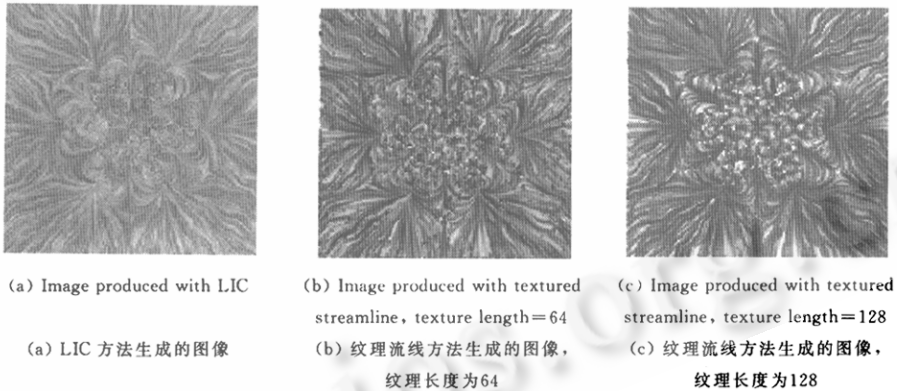 (a) Image produced with LIC
(a) LIC 方法生成的图像
(b) Image produced with textured
streamline, texture length=64
(b) 纹理流线方法生成的图像,
纹理长度为64
(c) Image produced with textured
streamline, texture length=128
(c) 纹理流线方法生成的图像,
纹理长度为128